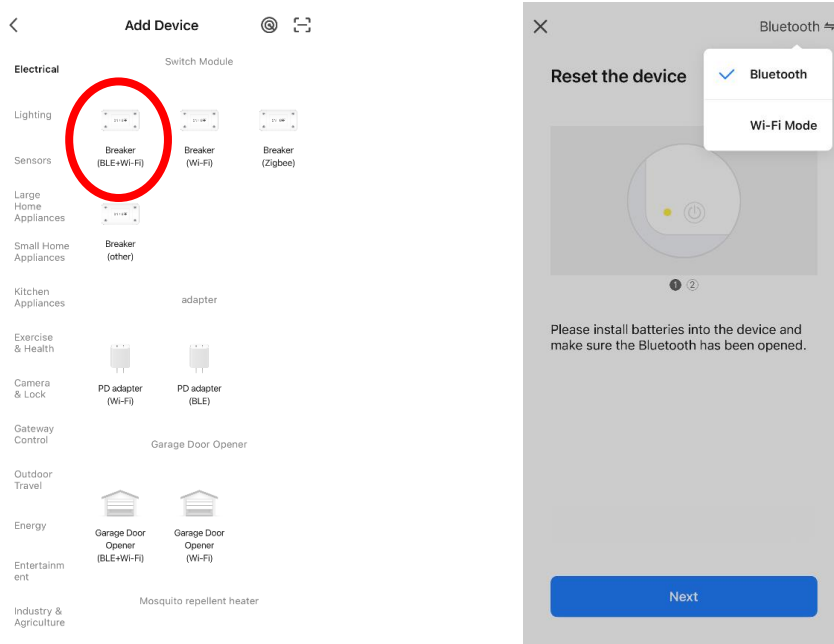 Add Device
Electrical
Lighting
Sensors
Large
Home
Appliances
Small Home
Appliances
Kitchen
Appliances
Exercise
& Health
Camera
& Lock
Gateway
Control
Outdoor
Travel
Energy
Entertainm
ent
Industry &
Agriculture
Switch Module
Breaker
(BLE+Wi-Fi)
Breaker
(Wi-Fi)
Breaker
(Zigbee)
Breaker
(other)
adapter
PD adapter
(Wi-Fi)
PD adapter
(BLE)
Garage Door Opener
Garage Door
Opener
(BLE+Wi-Fi)
Garage Door
Opener
(Wi-Fi)
Mosquito repellent heater
Bluetooth
Reset the device
Bluetooth
Wi-Fi Mode
1 2
Please install batteries into the device and
make sure the Bluetooth has been opened.
Next